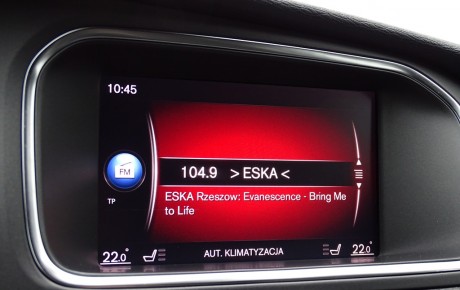 10:45
FM
104.9 > ESKA <
TP
ESKA Rzeszow: Evanescence - Bring Me
to Life
22.0° AUT. KLIMATYZACJA 22.0°